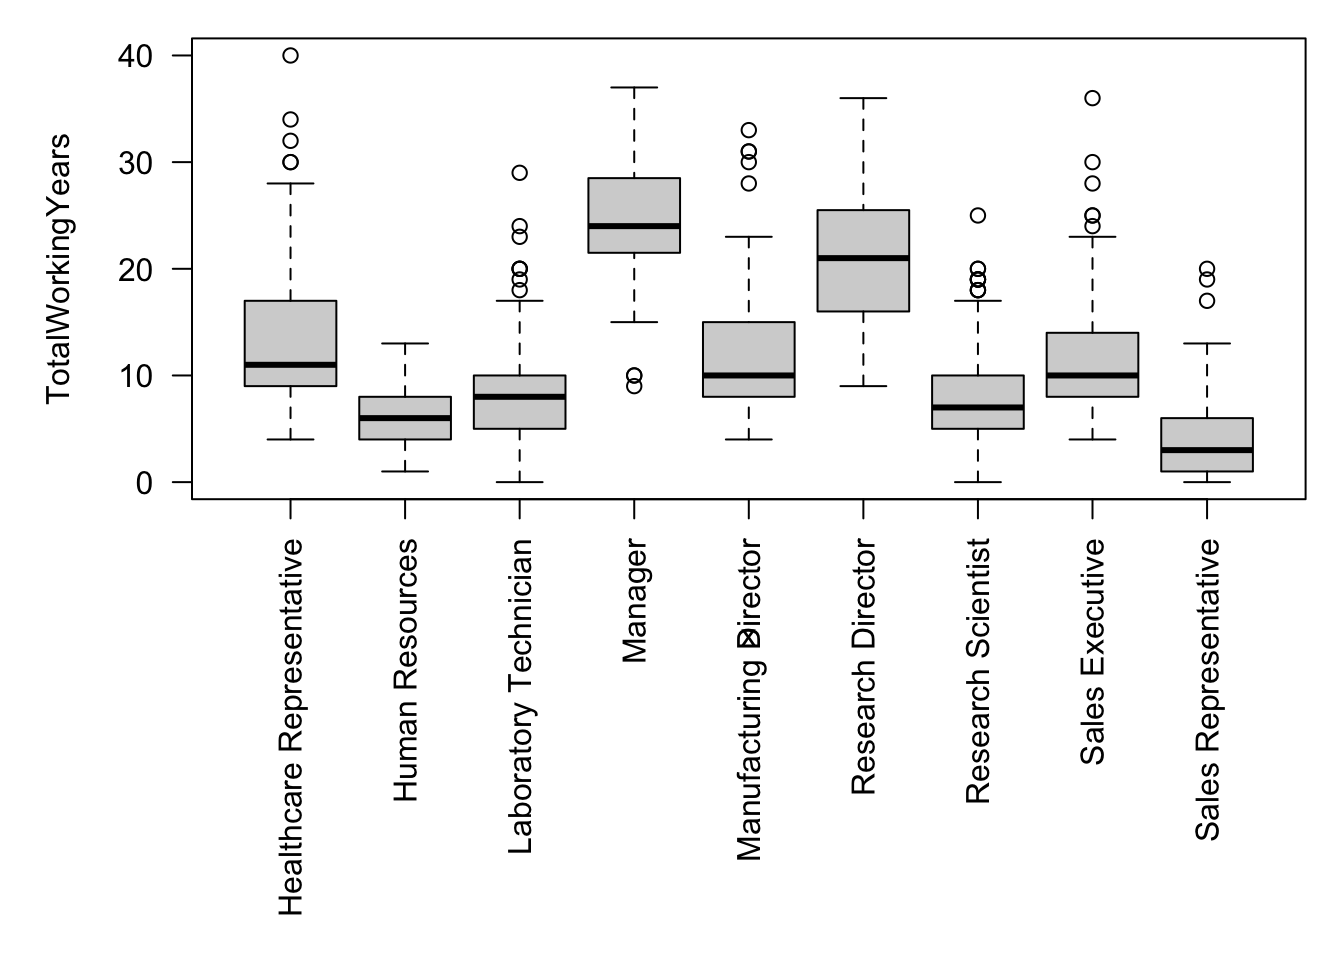 TotalWorkingYears
40
30
20
10
0
Healthcare Representative
Human Resources
Laboratory Technician
Manager
Manufacturing Director
Research Director
Research Scientist
Sales Executive
Sales Representative
x